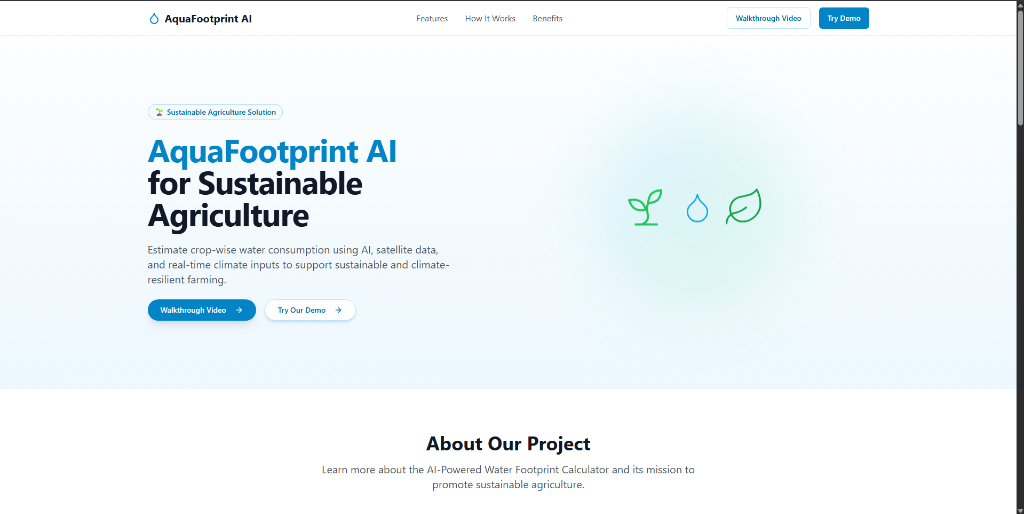 AquaFootprint AI
Features
How It Works
Benefits
Walkthrough Video
Try Demo
Sustainable Agriculture Solution
AquaFootprint AI
for Sustainable
Agriculture
Estimate crop-wise water consumption using AI, satellite data,
and real-time climate inputs to support sustainable and climate-
resilient farming.
Walkthrough Video
Try Our Demo
About Our Project
Learn more about the AI-Powered Water Footprint Calculator and its mission to
promote sustainable agriculture.